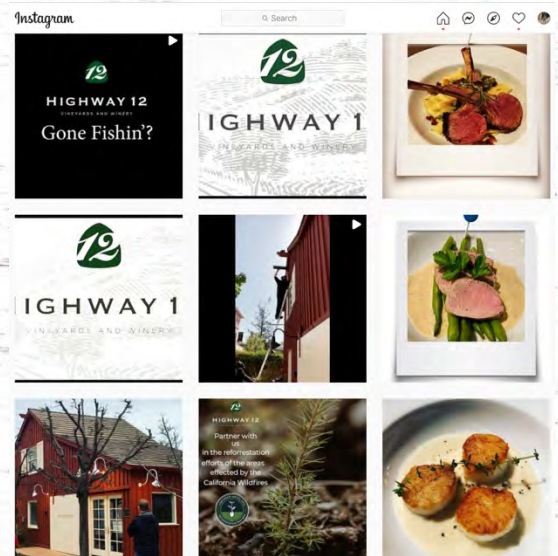 Instagram
Search
12
HIGHWAY 12
VINEYARDS AND WINERY
Gone Fishin'?
12
IGHWAY 1
VINEYARDS AND WINERY
12
IGHWAY 1
VINEYARDS AND WINERY
12
HIGHWAY 12
Partner with
us
in the reforrestation
efforts of the areas
effected by the
California Wildfires